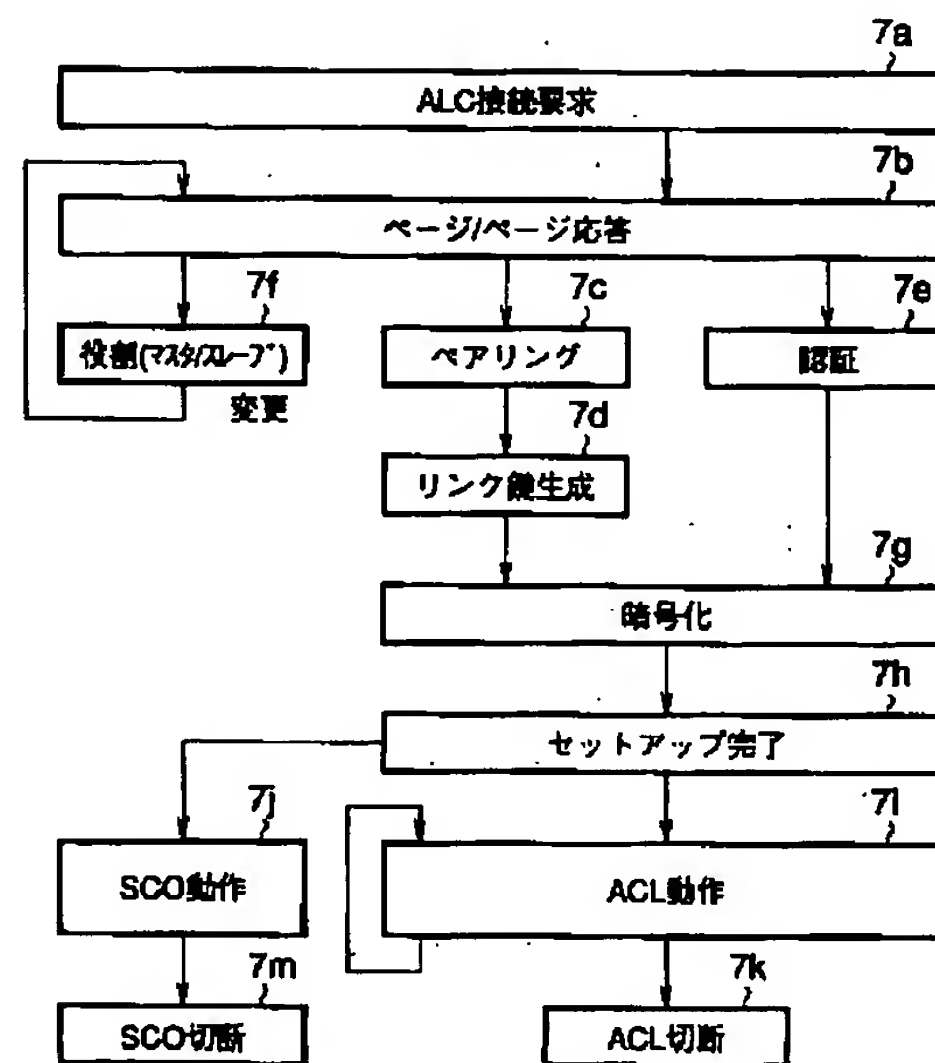 7a
ALC接続要求
7b
ページ/ページ応答
7f
7c
7e
役割(マスタ/スレーブ)
変更
ペアリング
認証
7d
リンク鍵生成
7g
暗号化
7h
セットアップ完了
7j
7l
SCO動作
ACL動作
7m
7k
SCO切断
ACL切断